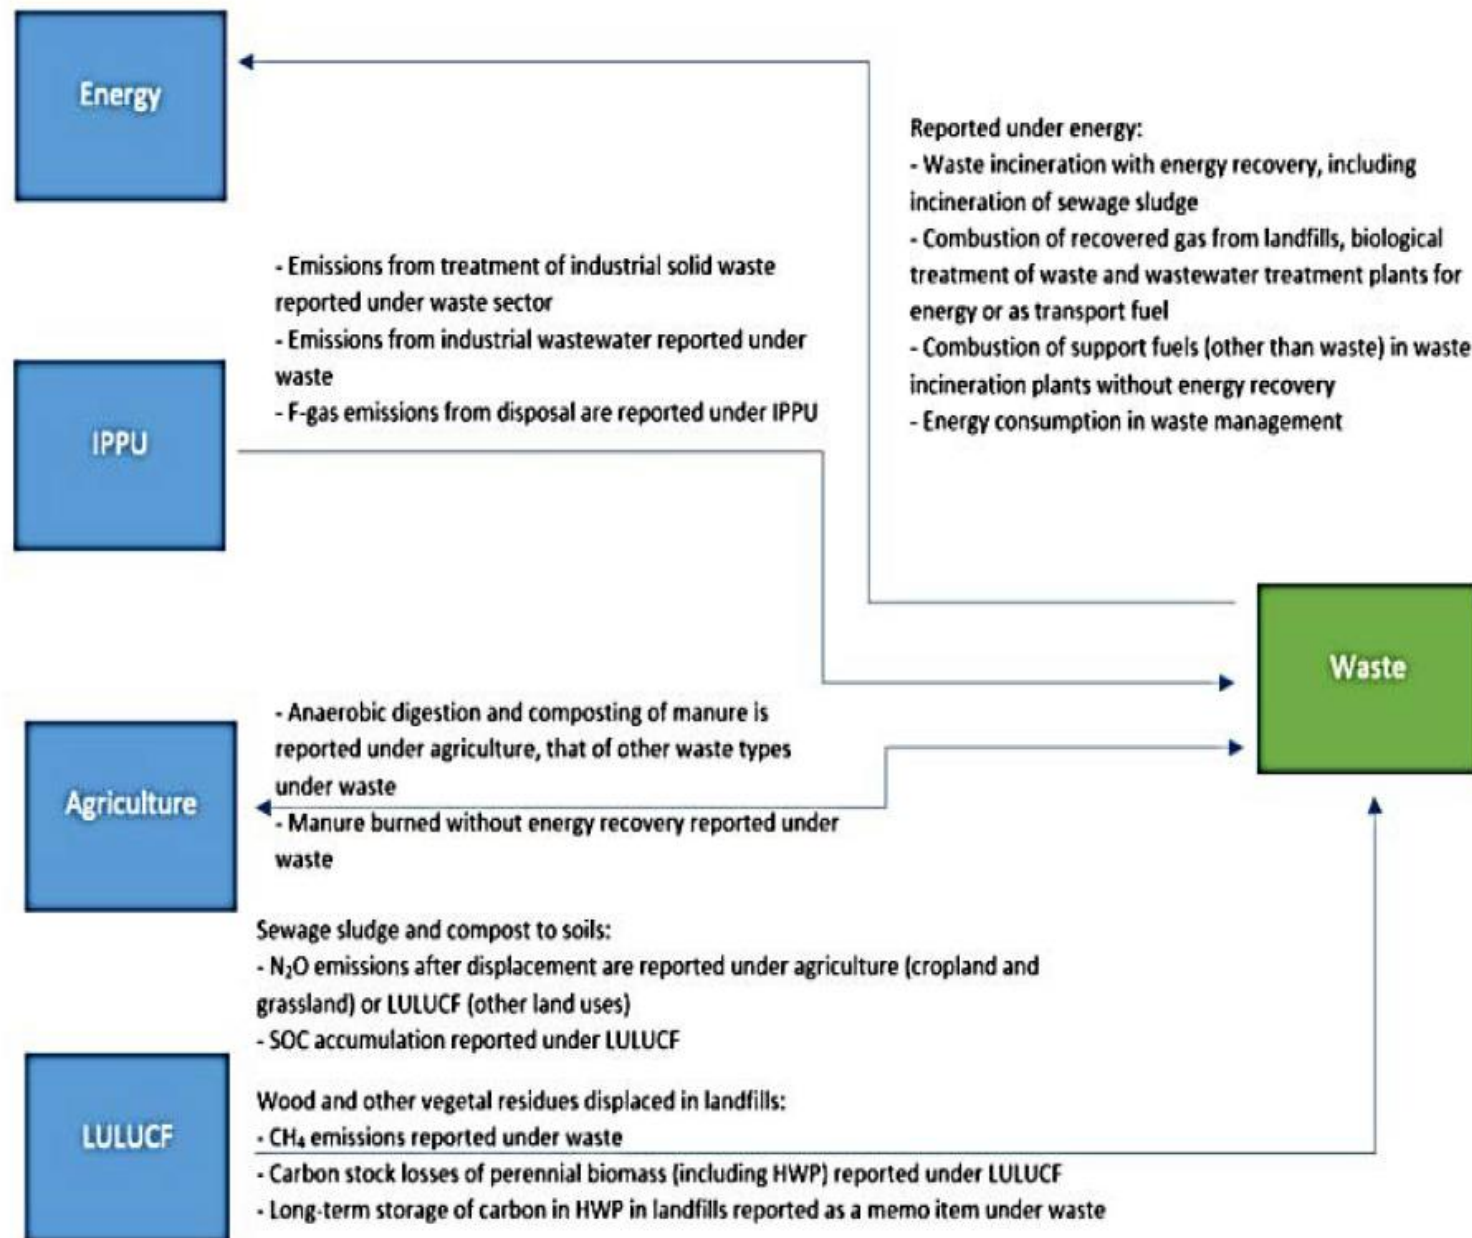 Energy
Reported under energy:
- Waste incineration with energy recovery, including
incineration of sewage sludge
- Combustion of recovered gas from landfills, biological
treatment of waste and wastewater treatment plants for
energy or as transport fuel
- Combustion of support fuels (other than waste) in waste
incineration plants without energy recovery
- Energy consumption in waste management
- Emissions from treatment of industrial solid waste
reported under waste sector
- Emissions from industrial wastewater reported under
waste
- F-gas emissions from disposal are reported under IPPU
IPPU
Waste
- Anaerobic digestion and composting of manure is
reported under agriculture, that of other waste types
under waste
- Manure burned without energy recovery reported under
waste
Agriculture
Sewage sludge and compost to soils:
- N₂O emissions after displacement are reported under agriculture (cropland and
grassland) or LULUCF (other land uses)
- SOC accumulation reported under LULUCF
LULUCF
Wood and other vegetal residues displaced in landfills:
- CH₄ emissions reported under waste
- Carbon stock losses of perennial biomass (including HWP) reported under LULUCF
- Long-term storage of carbon in HWP in landfills reported as a memo item under waste